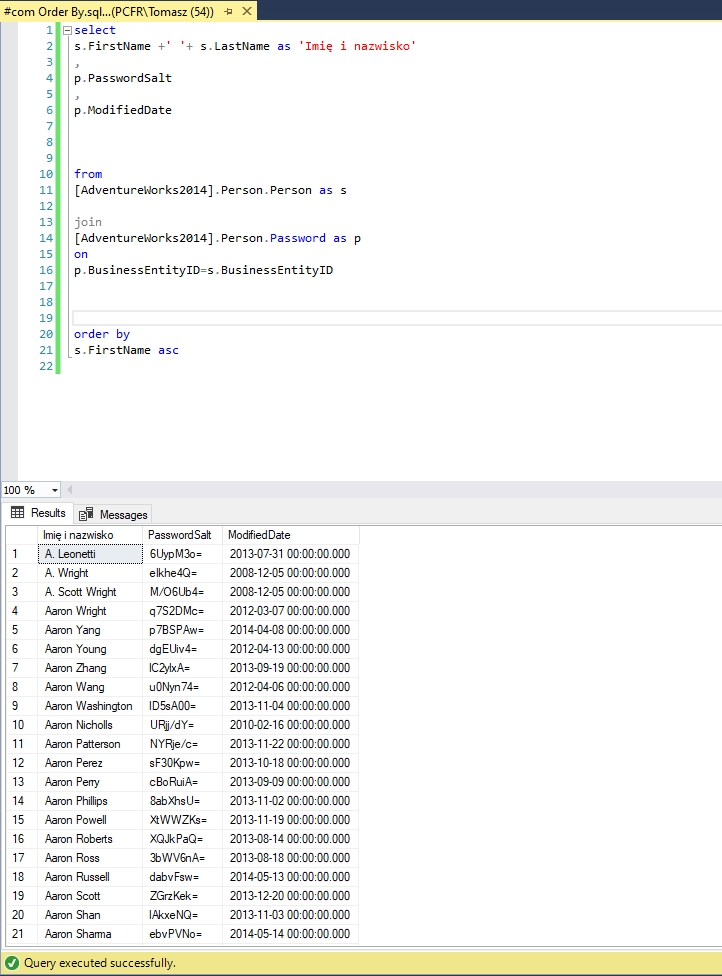 #com Order By.sql...(PCFR\Tomasz (54))
1 select
2 s.FirstName +' '+ s.LastName as 'Imię i nazwisko'
3 ,
4 p.PasswordSalt
5 ,
6 p.ModifiedDate
7
8
9
10 from
11 [AdventureWorks2014].Person.Person as s
12
13 join
14 [AdventureWorks2014].Person.Password as p
15 on
16 p.BusinessEntityID=s.BusinessEntityID
17
18
19
20 order by
21 s.FirstName asc
22
100 %
Results Messages
Imię i nazwisko PasswordSalt ModifiedDate
1 A. Leonetti 6UypM3o= 2013-07-31 00:00:00.000
2 A. Wright elkhe4Q= 2008-12-05 00:00:00.000
3 A. Scott Wright M/O6Ub4= 2008-12-05 00:00:00.000
4 Aaron Wright q7S2DMc= 2012-03-07 00:00:00.000
5 Aaron Yang p7BSPAw= 2014-04-08 00:00:00.000
6 Aaron Young dgEUiv4= 2012-04-13 00:00:00.000
7 Aaron Zhang IC2ylxA= 2013-09-19 00:00:00.000
8 Aaron Wang u0Nyn74= 2012-04-06 00:00:00.000
9 Aaron Washington ID5sA00= 2013-11-04 00:00:00.000
10 Aaron Nicholls URjj/dY= 2010-02-16 00:00:00.000
11 Aaron Patterson NYRje/c= 2013-11-22 00:00:00.000
12 Aaron Perez sF30Kpw= 2013-10-18 00:00:00.000
13 Aaron Perry cBoRuiA= 2013-09-09 00:00:00.000
14 Aaron Phillips 8abXhsU= 2013-11-02 00:00:00.000
15 Aaron Powell XtWWZKs= 2013-11-19 00:00:00.000
16 Aaron Roberts XQJkPaQ= 2013-08-14 00:00:00.000
17 Aaron Ross 3bWV6nA= 2013-08-18 00:00:00.000
18 Aaron Russell dabvFsw= 2014-05-13 00:00:00.000
19 Aaron Scott ZGrzKek= 2013-12-20 00:00:00.000
20 Aaron Shan IAkxeNQ= 2013-11-03 00:00:00.000
21 Aaron Sharma ebvPVNo= 2014-05-14 00:00:00.000
Query executed successfully.